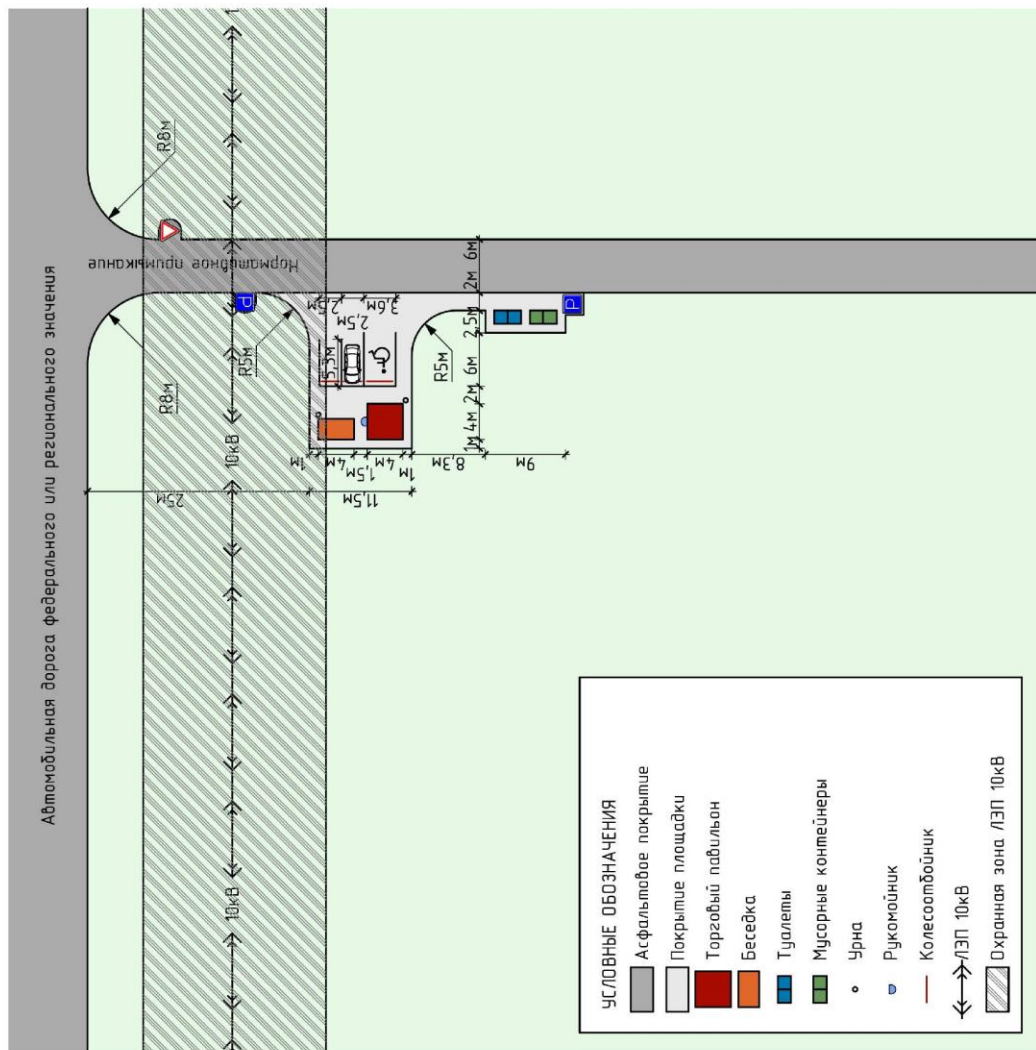 Автомобильная дорога федерального или регионального значения
10кВ
10кВ
R8м
R8м
Нормативное примыкание
P
R5м
R5м
P
25м
11,5м
1м
4м
1,5м
4м
1м
8,3м
9м
2,5м
2,5м
3,6м
5,3м
1м
4м
2м
6м
2,5м
2м
6м
УСЛОВНЫЕ ОБОЗНАЧЕНИЯ
Асфальтовое покрытие
Покрытие площадки
Торговый павильон
Беседка
Туалеты
Мусорные контейнеры
Урна
Рукомойник
Колесоотбойник
ЛЭП 10кВ
Охранная зона ЛЭП 10кВ